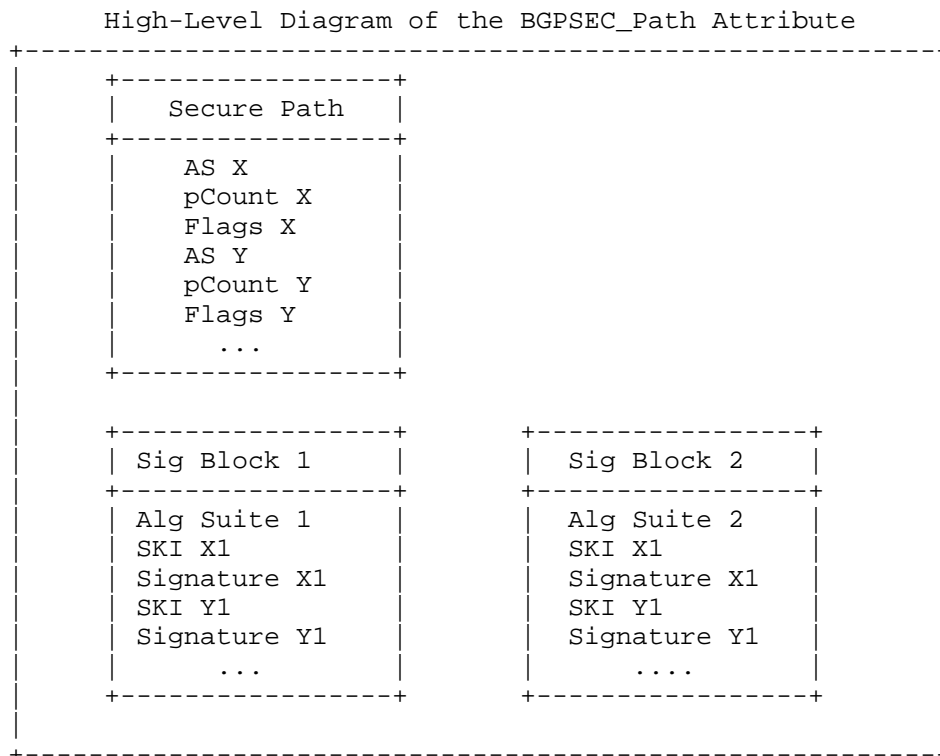 High-Level Diagram of the BGPSEC_Path Attribute
Secure Path
AS X
pCount X
Flags X
AS Y
pCount Y
Flags Y
...
Sig Block 1
Alg Suite 1
SKI X1
Signature X1
SKI Y1
Signature Y1
...
Sig Block 2
Alg Suite 2
SKI X1
Signature X1
SKI Y1
Signature Y1
....